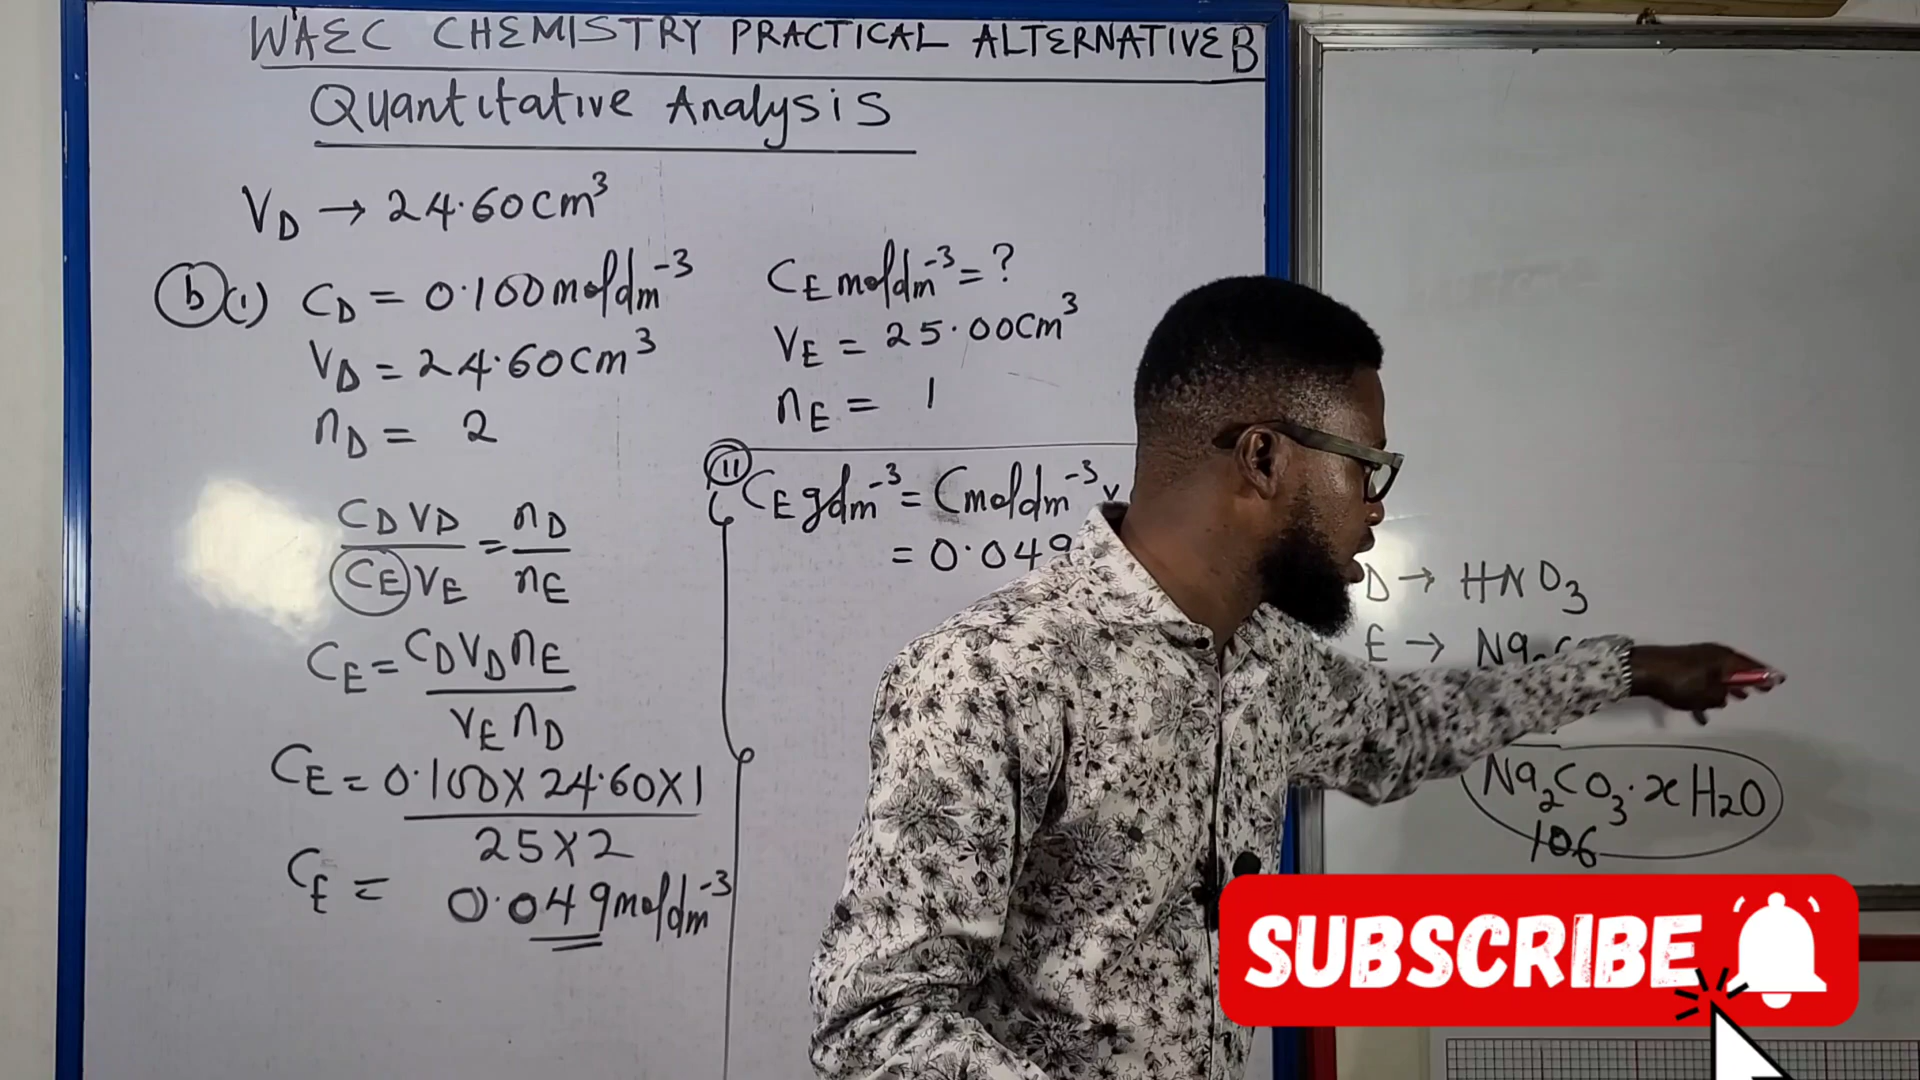 WAEC CHEMISTRY PRACTICAL ALTERNATIVE B
Quantitative Analysis
V_D → 24.60cm³
(b)(i) C_D = 0.100moldm⁻³
V_D = 24.60cm³
n_D = 2
C_D V_D / C_E V_E = n_D / n_E
C_E = C_D V_D n_E / V_E n_D
C_E = 0.100 X 24.60 X 1 / 25 X 2
C_E = 0.049moldm⁻³
C_E moldm⁻³ = ?
V_E = 25.00cm³
n_E = 1
(ii) C_E gdm⁻³ = Cmoldm⁻³ x
= 0.049
D → HNO₃
E →
Na₂CO₃.xH₂O
106
SUBSCRIBE